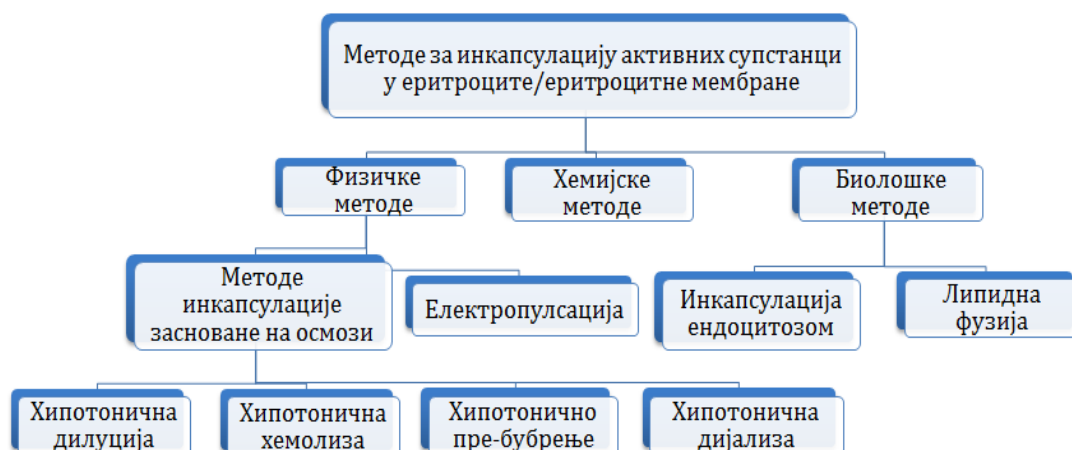 Методе за инкапсулацију активних супстанци
у еритроците/еритроцитне мембране
Физичке
методе
Хемијске
методе
Биолошке
методе
Методе
инкапсулације
засноване на осмози
Електропулсација
Инкапсулација
ендоцитозом
Липидна
фузија
Хипотонична
дилуција
Хипотонична
хемолиза
Хипотонично
пре-бубрење
Хипотонична
дијализа